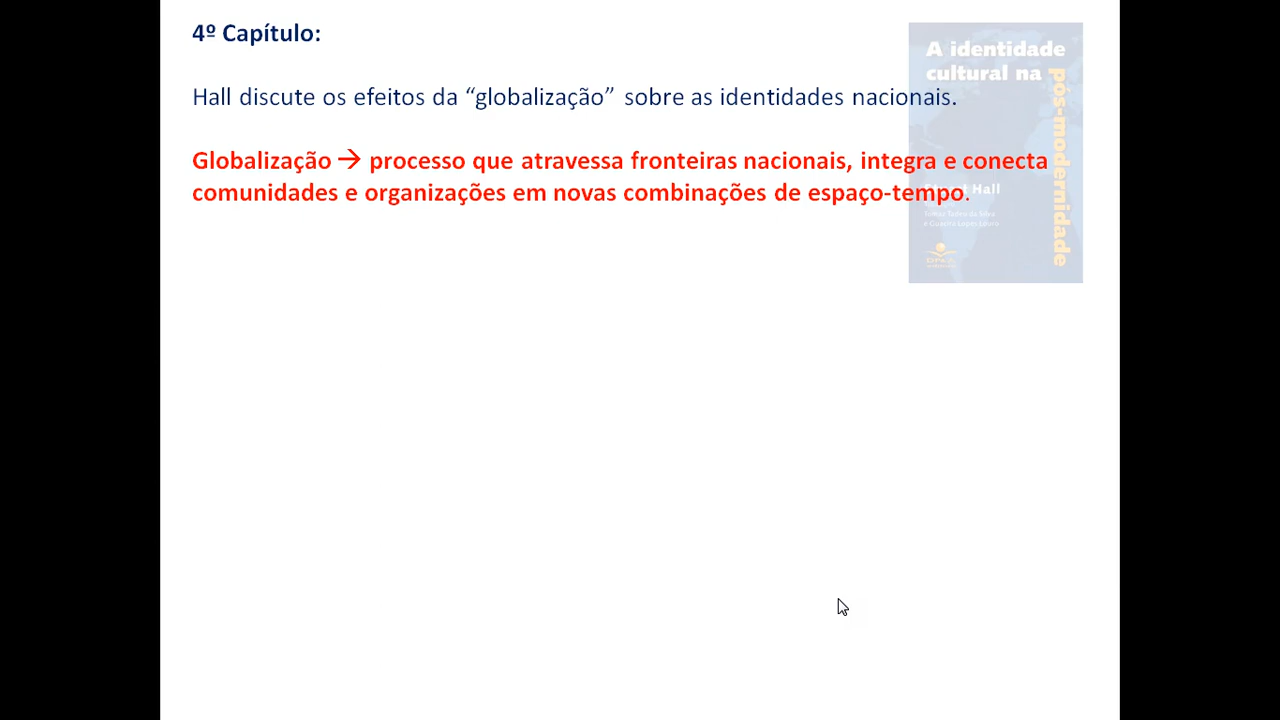 4º Capítulo:
A identidade
cultural na
pós-modernidade
Hall discute os efeitos da “globalização” sobre as identidades nacionais.
Globalização → processo que atravessa fronteiras nacionais, integra e conecta
comunidades e organizações em novas combinações de espaço-tempo.
Hall